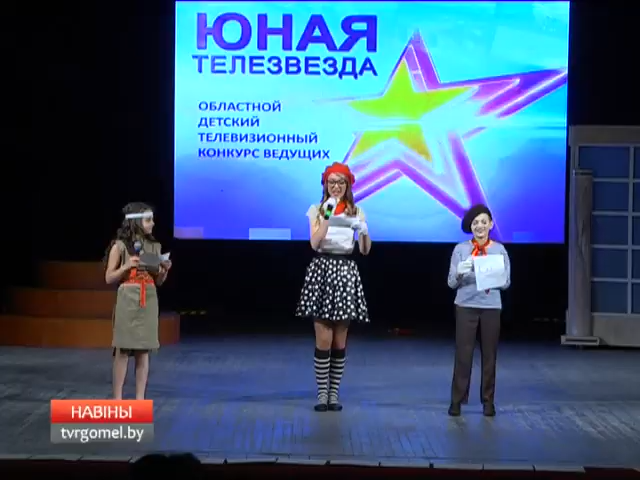 ЮНАЯ
ТЕЛЕЗВЕЗДА
ОБЛАСТНОЙ
ДЕТСКИЙ
ТЕЛЕВИЗИОННЫЙ
КОНКУРС ВЕДУЩИХ
НАВІНЫ
tvrgomel.by